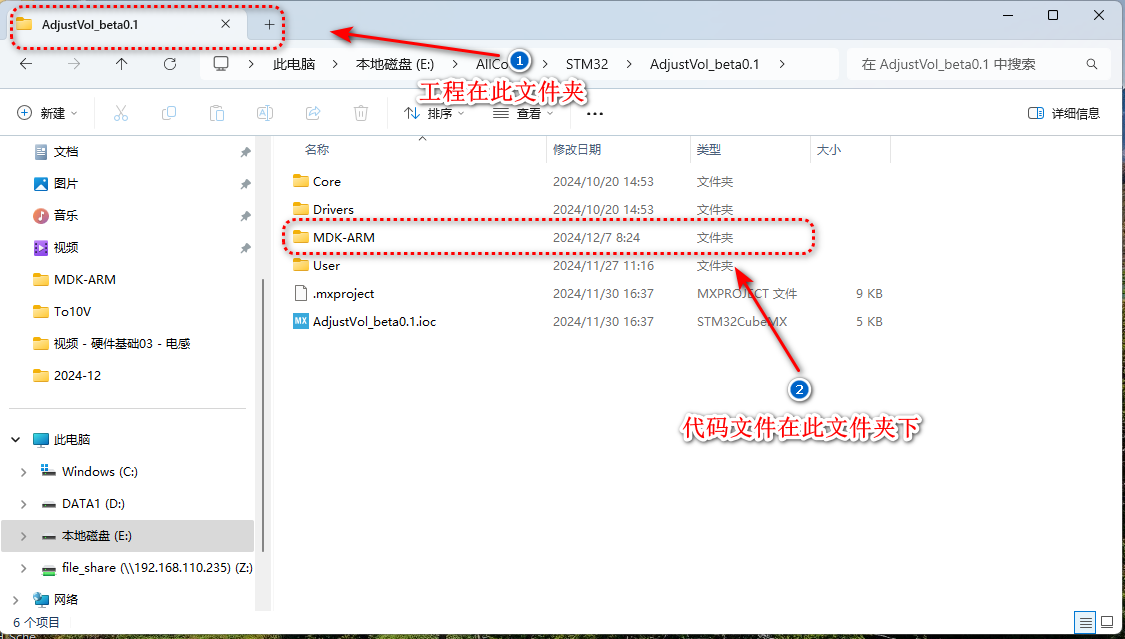 AdjustVol_beta0.1
此电脑 本地磁盘 (E:) AllCo STM32 AdjustVol_beta0.1
在 AdjustVol_beta0.1 中搜索
1
工程在此文件夹
新建 排序 查看 详细信息
文档
图片
音乐
视频
MDK-ARM
To10V
视频 - 硬件基础03 - 电感
2024-12
此电脑
Windows (C:)
DATA1 (D:)
本地磁盘 (E:)
file_share (\\192.168.110.235) (Z:)
网络
名称 修改日期 类型 大小
Core 2024/10/20 14:53 文件夹
Drivers 2024/10/20 14:53 文件夹
MDK-ARM 2024/12/7 8:24 文件夹
User 2024/11/27 11:16 文件夹
.mxproject 2024/11/30 16:37 MXPROJECT 文件 9 KB
MX AdjustVol_beta0.1.ioc 2024/11/30 16:37 STM32CubeMX 5 KB
2
代码文件在此文件夹下
6 个项目